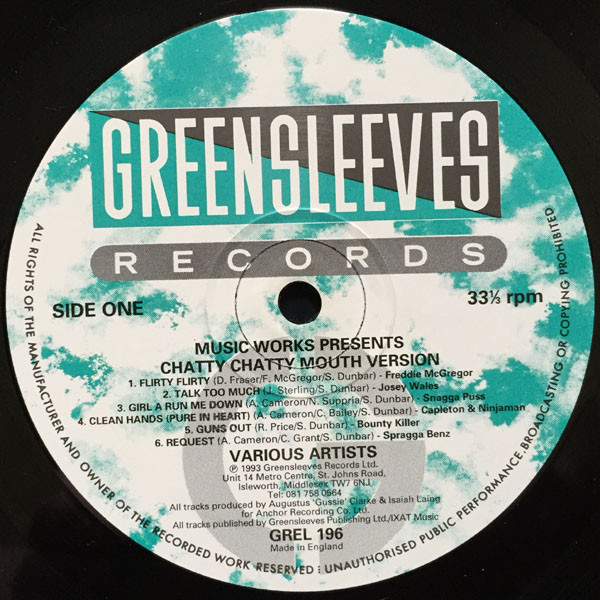 GREENSLEEVES
RECORDS
SIDE ONE
33⅓ rpm
MUSIC WORKS PRESENTS
CHATTY CHATTY MOUTH VERSION
1. FLIRTY FLIRTY (D. Fraser/F. McGregor/S. Dunbar) - Freddie McGregor
2. TALK TOO MUCH (J. Sterling/S. Dunbar) - Josey Wales
3. GIRL A RUN ME DOWN (A. Cameron/N. Suppria/S. Dunbar) - Snagga Puss
4. CLEAN HANDS (PURE IN HEART) (A. Cameron/C. Bailey/S. Dunbar) - Capleton & Ninjaman
5. GUNS OUT (R. Price/S. Dunbar) - Bounty Killer
6. REQUEST (A. Cameron/C. Grant/S. Dunbar) - Spragga Benz
VARIOUS ARTISTS
℗ 1993 Greensleeves Records Ltd.
Unit 14 Metro Centre, St. Johns Road,
Isleworth, Middlesex TW7 6NJ.
Tel: 081 758 0564
All tracks produced by Augustus 'Gussie' Clarke & Isaiah Laing
for Anchor Recording Co. Ltd.
All tracks published by Greensleeves Publishing Ltd./IXAT Music
GREL 196
Made in England
ALL RIGHTS OF THE MANUFACTURER AND OWNER OF THE RECORDED WORK RESERVED : UNAUTHORISED PUBLIC PERFORMANCE. BROADCASTING OR COPYING PROHIBITED